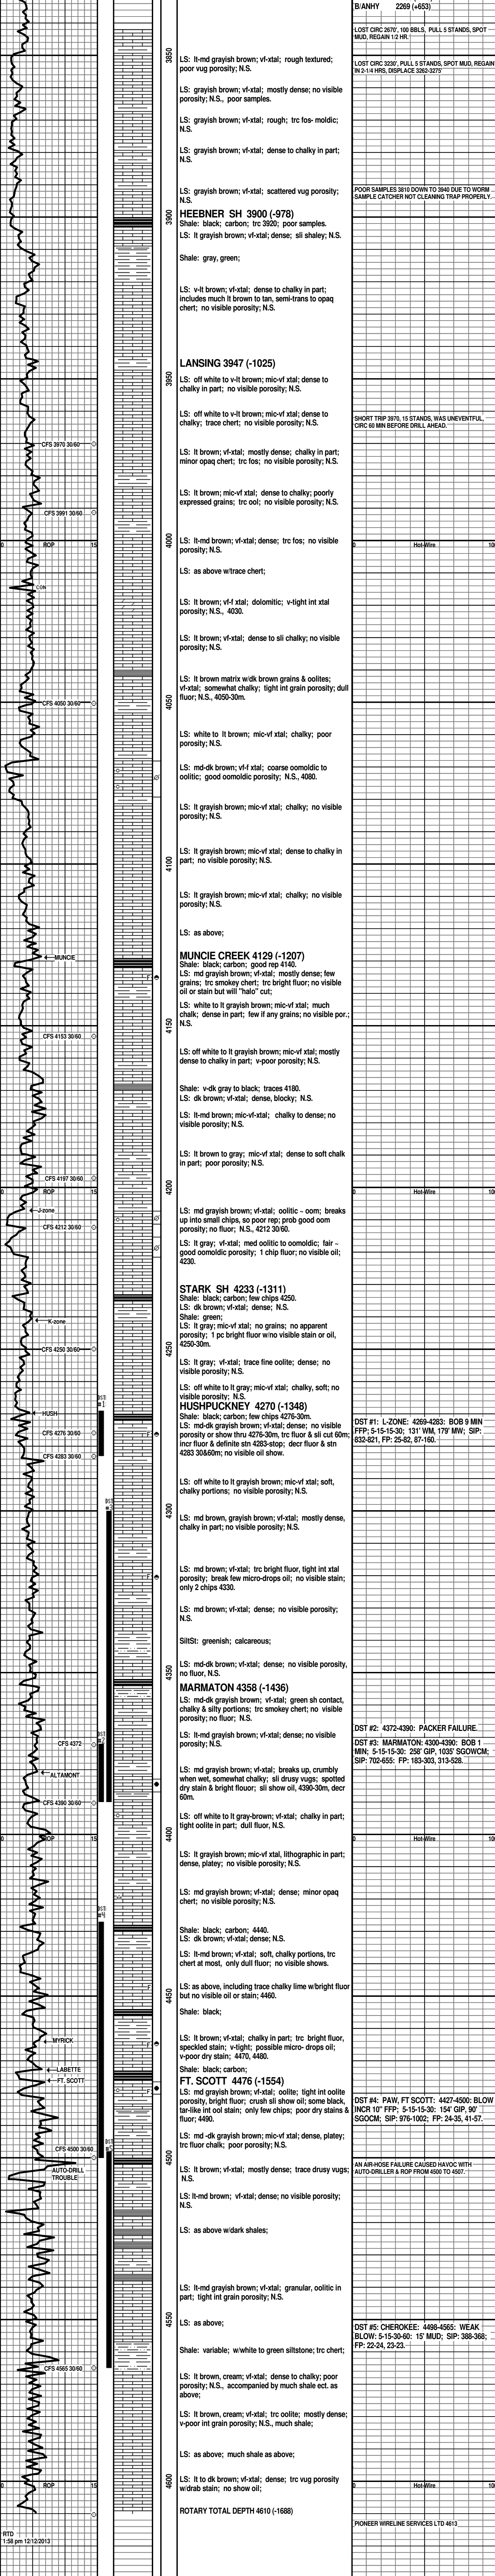 B/ANHY 2269 (+653)
LOST CIRC 2670', 100 BBLS, PULL 5 STANDS, SPOT
MUD, REGAIN 1/2 HR.
LOST CIRC 3230', PULL 5 STANDS, SPOT MUD, REGAIN
IN 2-1/4 HRS, DISPLACE 3262-3275'
3850
LS: lt-md grayish brown; vf-xtal; rough textured;
poor vug porosity; N.S.
LS: grayish brown; vf-xtal; mostly dense; no visible
porosity; N.S., poor samples.
LS: grayish brown; vf-xtal; rough; trc fos- moldic;
N.S.
LS: grayish brown; vf-xtal; dense to chalky in part;
N.S.
LS: grayish brown; vf-xtal; scattered vug porosity;
N.S.
POOR SAMPLES 3810 DOWN TO 3940 DUE TO WORM
SAMPLE CATCHER NOT CLEANING TRAP PROPERLY.
3900
HEEBNER SH 3900 (-978)
Shale: black; carbon; trc 3920; poor samples.
LS: lt grayish brown; vf-xtal; dense; sli shaley; N.S.
Shale: gray, green;
LS: v-lt brown; vf-xtal; dense to chalky in part;
includes much lt brown to tan, semi-trans to opaq
chert; no visible porosity; N.S.
LANSING 3947 (-1025)
3950
LS: off white to v-lt brown; mic-vf xtal; dense to
chalky in part; no visible porosity; N.S.
LS: off white to v-lt brown; mic-vf xtal; dense to
chalky; trace chert; no visible porosity; N.S.
SHORT TRIP 3970, 15 STANDS, WAS UNEVENTFUL.
CIRC 60 MIN BEFORE DRILL AHEAD.
CFS 3970 30/60
LS: lt brown; vf-xtal; mostly dense; chalky in part;
minor opaq chert; trc fos; no visible porosity; N.S.
LS: lt brown; mic-vf xtal; dense to chalky; poorly
expressed grains; trc ool; no visible porosity; N.S.
CFS 3991 30/60
4000
0 ROP 15
Hot-Wire 100
LS: lt-md brown; vf-xtal; dense; trc fos; no visible
porosity; N.S.
LS: as above w/trace chert;
CON
LS: lt brown; vf-f xtal; dolomitic; v-tight int xtal
porosity; N.S., 4030.
LS: lt brown; vf-xtal; dense to sli chalky; no visible
porosity; N.S.
LS: lt brown matrix w/dk brown grains & oolites;
vf-xtal; somewhat chalky; tight int grain porosity; dull
fluor; N.S., 4050-30m.
4050
CFS 4050 30/60
LS: white to lt brown; mic-vf xtal; chalky; poor
porosity; N.S.
LS: md-dk brown; vf-f xtal; coarse oomoldic to
oolitic; good oomoldic porosity; N.S., 4080.
LS: lt grayish brown; mic-vf xtal; chalky; no visible
porosity; N.S.
4100
LS: lt grayish brown; mic-vf xtal; dense to chalky in
part; no visible porosity; N.S.
LS: lt grayish brown; mic-vf xtal; chalky; no visible
porosity; N.S.
LS: as above;
MUNCIE
MUNCIE CREEK 4129 (-1207)
Shale: black; carbon; good rep 4140.
F
LS: md grayish brown; vf-xtal; mostly dense; few
grains; trc smokey chert; trc bright fluor; no visible
oil or stain but will "halo" cut;
LS: white to lt grayish brown; mic-vf xtal; much
chalk; dense in part; few if any grains; no visible por.;
N.S.
4150
CFS 4153 30/60
LS: off white to lt grayish brown; mic-vf xtal; mostly
dense to chalky in part; v-poor porosity; N.S.
Shale: v-dk gray to black; traces 4180.
LS: dk brown; vf-xtal; dense, blocky; N.S.
LS: lt-md brown; mic-vf-xtal; chalky to dense; no
visible porosity; N.S.
LS: lt brown to gray; mic-vf xtal; dense to soft chalk
in part; poor porosity; N.S.
CFS 4197 30/60
4200
J-zone
CFS 4212 30/60
LS: md grayish brown; vf-xtal; oolitic - oom; breaks
up into small chips, so poor rep; prob good oom
porosity; no fluor; N.S., 4212 30/60.
LS: lt gray; vf-xtal; med oolitic to oomoldic; fair -
good oomoldic porosity; 1 chip fluor; no visible oil;
4230.
STARK SH 4233 (-1311)
Shale: black; carbon; few chips 4250.
LS: dk brown; vf-xtal; dense; N.S.
Shale: green;
LS: lt gray; mic-vf xtal; no grains; no apparent
porosity; 1 pc bright fluor w/no visible stain or oil,
4250-30m.
K-zone
4250
CFS 4250 30/60
LS: lt gray; vf-xtal; trace fine oolite; dense; no
visible porosity; N.S.
LS: off white to lt gray; mic-vf xtal; chalky, soft; no
visible porosity; N.S.
DST #1
HUSH
HUSHPUCKNEY 4270 (-1348)
Shale: black; carbon; few chips 4276-30m.
CFS 4276 30/60
F
LS: md-dk grayish brown; vf-xtal; dense; no visible
porosity or show thru 4276-30m, trc fluor & sli cut 60m;
incr fluor & definite stn 4283-stop; decr fluor & stn
4283 30&60m; no visible oil show.
DST #1: L-ZONE: 4269-4283: BOB 9 MIN
FFP; 5-15-15-30; 131' WM, 179' MW; SIP:
832-821, FP: 25-82, 87-160.
CFS 4283 30/60
LS: off white to lt grayish brown; mic-vf xtal; soft,
chalky portions; no visible porosity; N.S.
4300
LS: md brown, grayish brown; vf-xtal; mostly dense,
chalky in part; no visible porosity; N.S.
F
LS: md brown; vf-xtal; trc bright fluor, tight int xtal
porosity; break few micro-drops oil; no visible stain;
only 2 chips 4330.
LS: md brown; vf-xtal; dense; no visible porosity;
N.S.
SiltSt: greenish; calcareous;
4350
LS: md-dk brown; vf-xtal; dense; no visible porosity,
no fluor, N.S.
MARMATON 4358 (-1436)
LS: md-dk grayish brown; vf-xtal; green sh contact,
chalky & silty portions; trc smokey chert; no visible
porosity; no fluor; N.S.
LS: lt-md grayish brown; vf-xtal; dense; no visible
porosity; N.S.
DST #2: 4372-4390: PACKER FAILURE.
CFS 4372
DST #3: MARMATON: 4300-4390: BOB 1
MIN; 5-15-15-30: 258' GIP, 1035' SGOWCM;
SIP: 702-655: FP: 183-303, 313-528.
ALTAMONT
LS: md grayish brown; vf-xtal; breaks up, crumbly
when wet, somewhat chalky; sli drusy vugs; spotted
dry stain & bright flouor; sli show oil, 4390-30m, decr
60m.
CFS 4390 30/60
LS: off white to lt gray-brown; vf-xtal; chalky in part;
tight oolite in part; dull fluor, N.S.
4400
0 ROP 15
Hot-Wire 100
LS: lt grayish brown; mic-vf xtal, lithographic in part;
dense, platey; no visible porosity; N.S.
LS: md grayish brown; vf-xtal; dense; minor opaq
chert; no visible porosity; N.S.
DST #4
Shale: black; carbon; 4440.
LS: dk brown; vf-xtal; dense; N.S.
LS: lt-md brown; vf-xtal; soft, chalky portions, trc
chert at most, only dull fluor; no visible shows.
4450
F
LS: as above, including trace chalky lime w/bright fluor
but no visible oil or stain; 4460.
Shale: black;
MYRICK
F
LS: lt brown; vf-xtal; chalky in part; trc bright fluor,
speckled stain; v-tight; possible micro- drops oil;
v-poor dry stain; 4470, 4480.
LABETTE
Shale: black; carbon;
FT. SCOTT
FT. SCOTT 4476 (-1554)
LS: md grayish brown; vf-xtal; oolite; tight int oolite
porosity, bright fluor; crush sli show oil; some black,
tar-like int ool stain; only few chips; poor dry stains &
fluor; 4490.
DST #4: PAW, FT SCOTT: 4427-4500: BLOW
INCR 10" FFP; 5-15-15-30: 154' GIP, 90'
SGOCM; SIP: 976-1002; FP: 24-35, 41-57.
LS: md -dk grayish brown; mic-vf xtal; dense, platey;
trc fluor chalk; poor porosity; N.S.
CFS 4500 30/60
4500
AUTO-DRILL
TROUBLE
LS: lt brown; vf-xtal; mostly dense; trace drusy vugs;
N.S.
AN AIR-HOSE FAILURE CAUSED HAVOC WITH
AUTO-DRILLER & ROP FROM 4500 TO 4507.
LS: lt-md brown; vf-xtal; dense; no visible porosity;
N.S.
LS: as above w/dark shales;
LS: lt-md grayish brown; vf-xtal; granular, oolitic in
part; tight int grain porosity; N.S.
4550
LS: as above;
DST #5: CHEROKEE: 4498-4565: WEAK
BLOW: 5-15-30-60: 15' MUD; SIP: 388-368;
FP: 22-24, 23-23.
Shale: variable; w/white to green siltstone; trc chert;
CFS 4565 30/60
LS: lt brown, cream; vf-xtal; dense to chalky; poor
porosity; N.S., accompanied by much shale ect. as
above;
LS: lt brown, cream; vf-xtal; trc oolite; mostly dense;
v-poor int grain porosity; N.S., much shale;
LS: as above; much shale as above;
LS: lt to dk brown; vf-xtal; dense; trc vug porosity
w/drab stain; no show oil;
4600
0 ROP 15
Hot-Wire 100
ROTARY TOTAL DEPTH 4610 (-1688)
PIONEER WIRELINE SERVICES LTD 4613
RTD
1:58 pm 12/12/2013